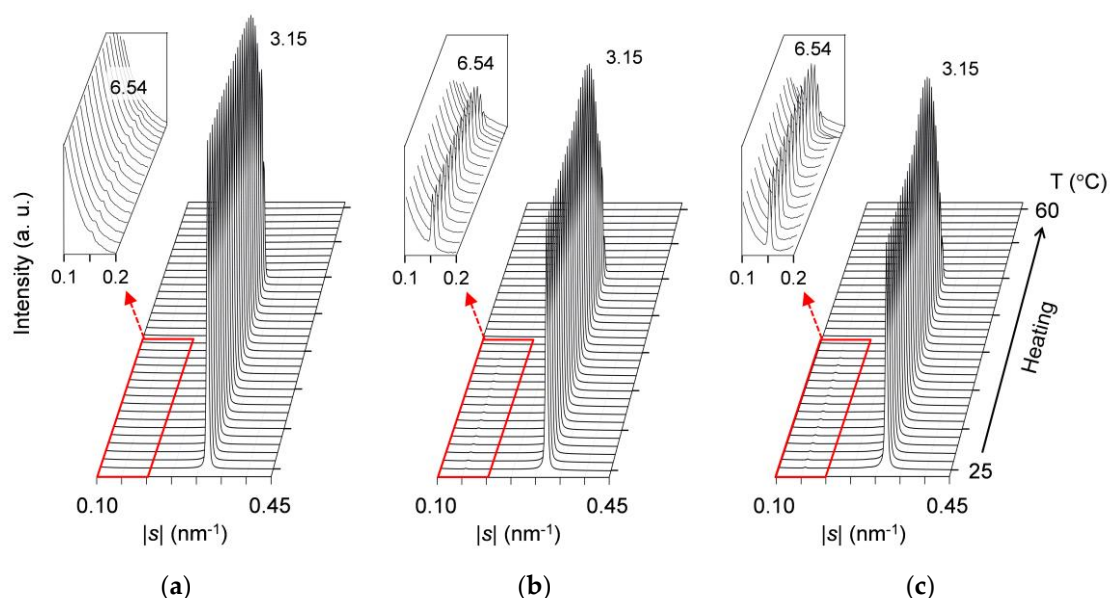 3.15
6.54
3.15
6.54
3.15
6.54
Intensity (a. u.)
T (°C)
60
Heating
25
0.1 0.2
0.1 0.2
0.1 0.2
0.10 0.45
0.10 0.45
0.10 0.45
|s| (nm⁻¹)
|s| (nm⁻¹)
|s| (nm⁻¹)
(a) (b) (c)